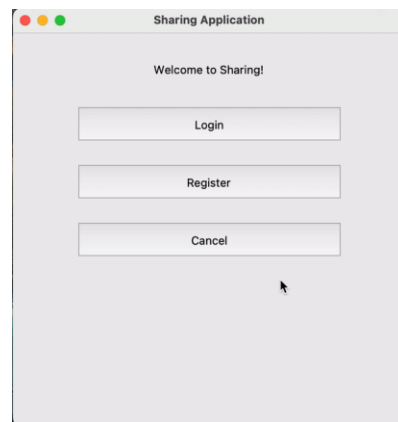 Sharing Application
Welcome to Sharing!
Login
Register
Cancel